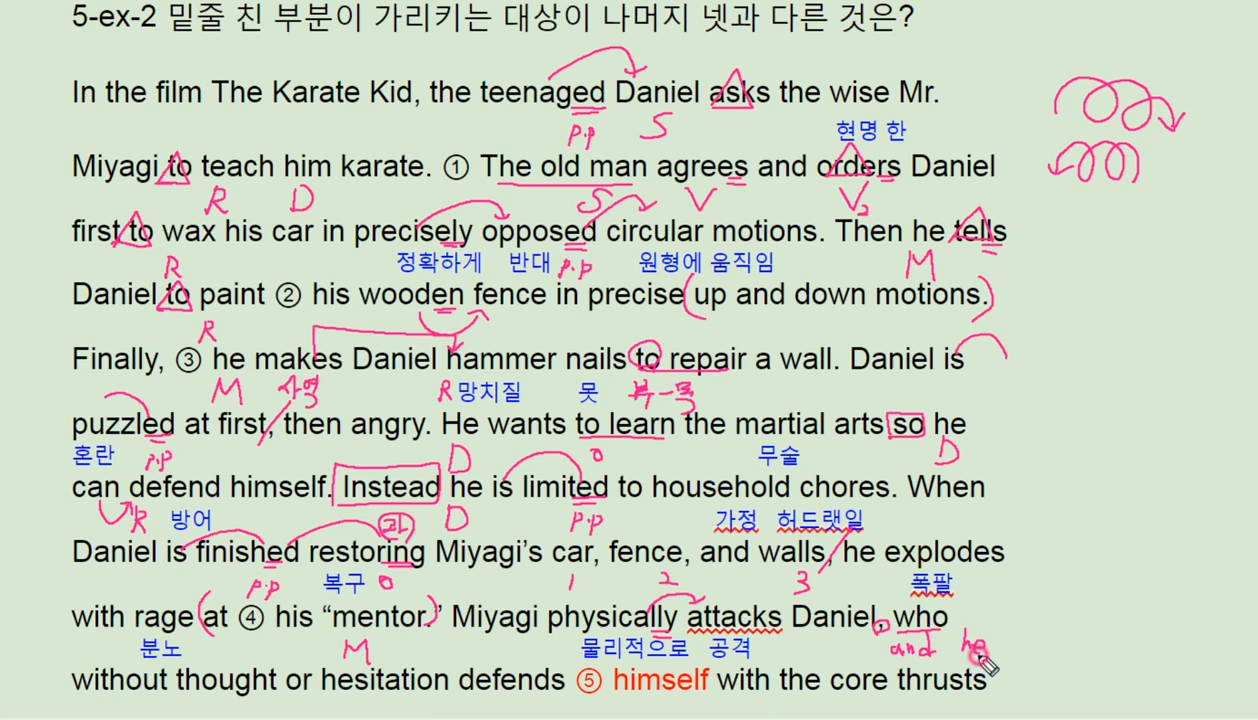 5-ex-2 밑줄 친 부분이 가리키는 대상이 나머지 넷과 다른 것은?
In the film The Karate Kid, the teenaged Daniel asks the wise Mr.
p.p S 현명 한
Miyagi to teach him karate. ① The old man agrees and orders Daniel
R D S V V2
first to wax his car in precisely opposed circular motions. Then he tells
R 정확하게 반대 p.p 원형에 움직임 M
Daniel to paint ② his wooden fence in precise (up and down motions.)
R
Finally, ③ he makes Daniel hammer nails to repair a wall. Daniel is
M 사역 R 망치질 못 부-목
puzzled at first, then angry. He wants to learn the martial arts so he
혼란 p.p D o 무술 D
can defend himself. Instead he is limited to household chores. When
R 방어 과 D p.p 가정 허드랫일
Daniel is finished restoring Miyagi’s car, fence, and walls, he explodes
p.p 복구 o 1 2 3 폭팔
with rage (at ④ his “mentor.)” Miyagi physically attacks Daniel, who
분노 M 물리적으로 공격 and he
without thought or hesitation defends ⑤ himself with the core thrusts